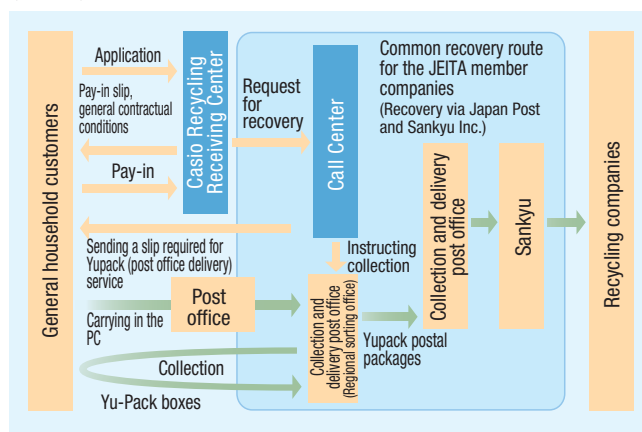 General household customers
Application
Pay-in slip,
general contractual
conditions
Pay-in
Casio Recycling
Receiving Center
Request
for
recovery
Call Center
Common recovery route
for the JEITA member
companies
(Recovery via Japan Post
and Sankyu Inc.)
Sending a slip required for
Yupack (post office delivery)
service
Instructing
collection
Post
office
Carrying in the
PC
Collection and
delivery post office
(Regional sorting office)
Yupack postal
packages
Collection and delivery
post office
Sankyu
Recycling companies
Collection
Yu-Pack boxes